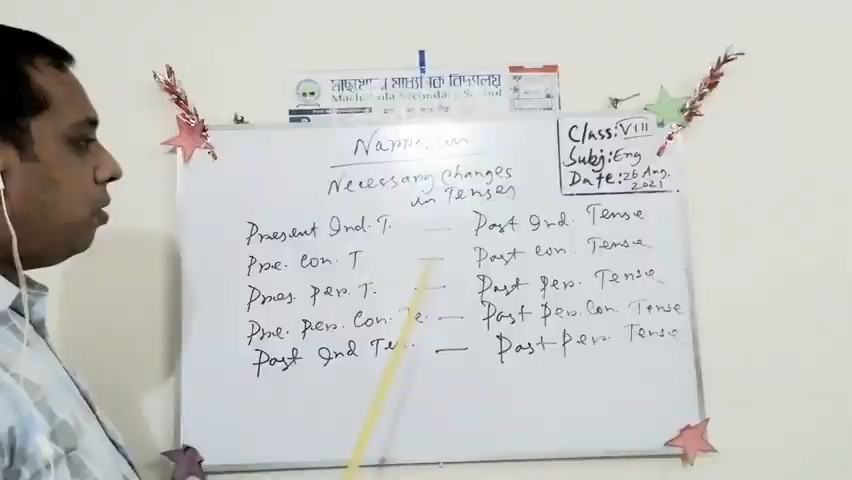 মাধ্যমিক বিদ্যালয়
Secondary School
Narration
Necessary Changes
in Tenses
Class: VIII
Subj: Eng
Date: 26 Aug.
2021
Present Ind. T. — Past Ind. Tense
Pre. Con. T — Past Con. Tense
Pres. Per. T. — Past Per. Tense
Pre. Per. Con. Te. — Past Per. Con. Tense
Past Ind Te.. — Past Per. Tense